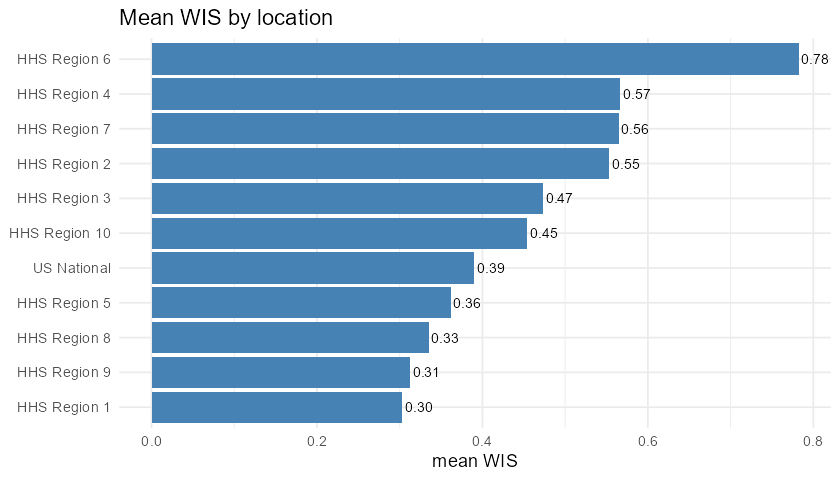 Mean WIS by location
HHS Region 6 0.78
HHS Region 4 0.57
HHS Region 7 0.56
HHS Region 2 0.55
HHS Region 3 0.47
HHS Region 10 0.45
US National 0.39
HHS Region 5 0.36
HHS Region 8 0.33
HHS Region 9 0.31
HHS Region 1 0.30
0.0 0.2 0.4 0.6 0.8
mean WIS